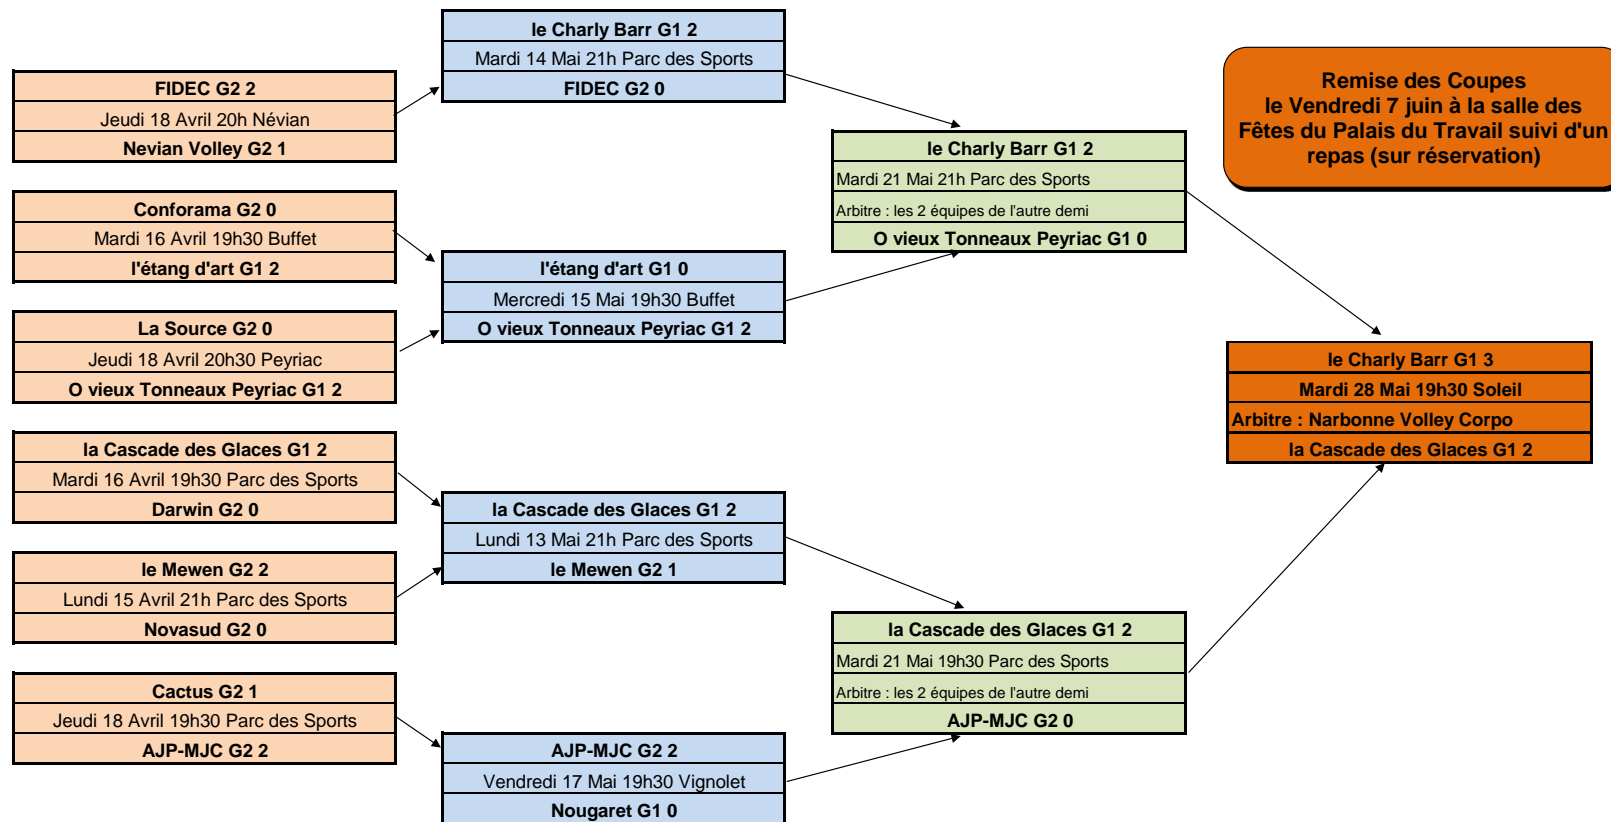 FIDEC G2 2
Jeudi 18 Avril 20h Névian
Nevian Volley G2 1
Conforama G2 0
Mardi 16 Avril 19h30 Buffet
l'étang d'art G1 2
La Source G2 0
Jeudi 18 Avril 20h30 Peyriac
O vieux Tonneaux Peyriac G1 2
la Cascade des Glaces G1 2
Mardi 16 Avril 19h30 Parc des Sports
Darwin G2 0
le Mewen G2 2
Lundi 15 Avril 21h Parc des Sports
Novasud G2 0
Cactus G2 1
Jeudi 18 Avril 19h30 Parc des Sports
AJP-MJC G2 2
le Charly Barr G1 2
Mardi 14 Mai 21h Parc des Sports
FIDEC G2 0
l'étang d'art G1 0
Mercredi 15 Mai 19h30 Buffet
O vieux Tonneaux Peyriac G1 2
la Cascade des Glaces G1 2
Lundi 13 Mai 21h Parc des Sports
le Mewen G2 1
AJP-MJC G2 2
Vendredi 17 Mai 19h30 Vignolet
Nougaret G1 0
le Charly Barr G1 2
Mardi 21 Mai 21h Parc des Sports
Arbitre : les 2 équipes de l'autre demi
O vieux Tonneaux Peyriac G1 0
la Cascade des Glaces G1 2
Mardi 21 Mai 19h30 Parc des Sports
Arbitre : les 2 équipes de l'autre demi
AJP-MJC G2 0
Remise des Coupes
le Vendredi 7 juin à la salle des
Fêtes du Palais du Travail suivi d'un
repas (sur réservation)
le Charly Barr G1 3
Mardi 28 Mai 19h30 Soleil
Arbitre : Narbonne Volley Corpo
la Cascade des Glaces G1 2